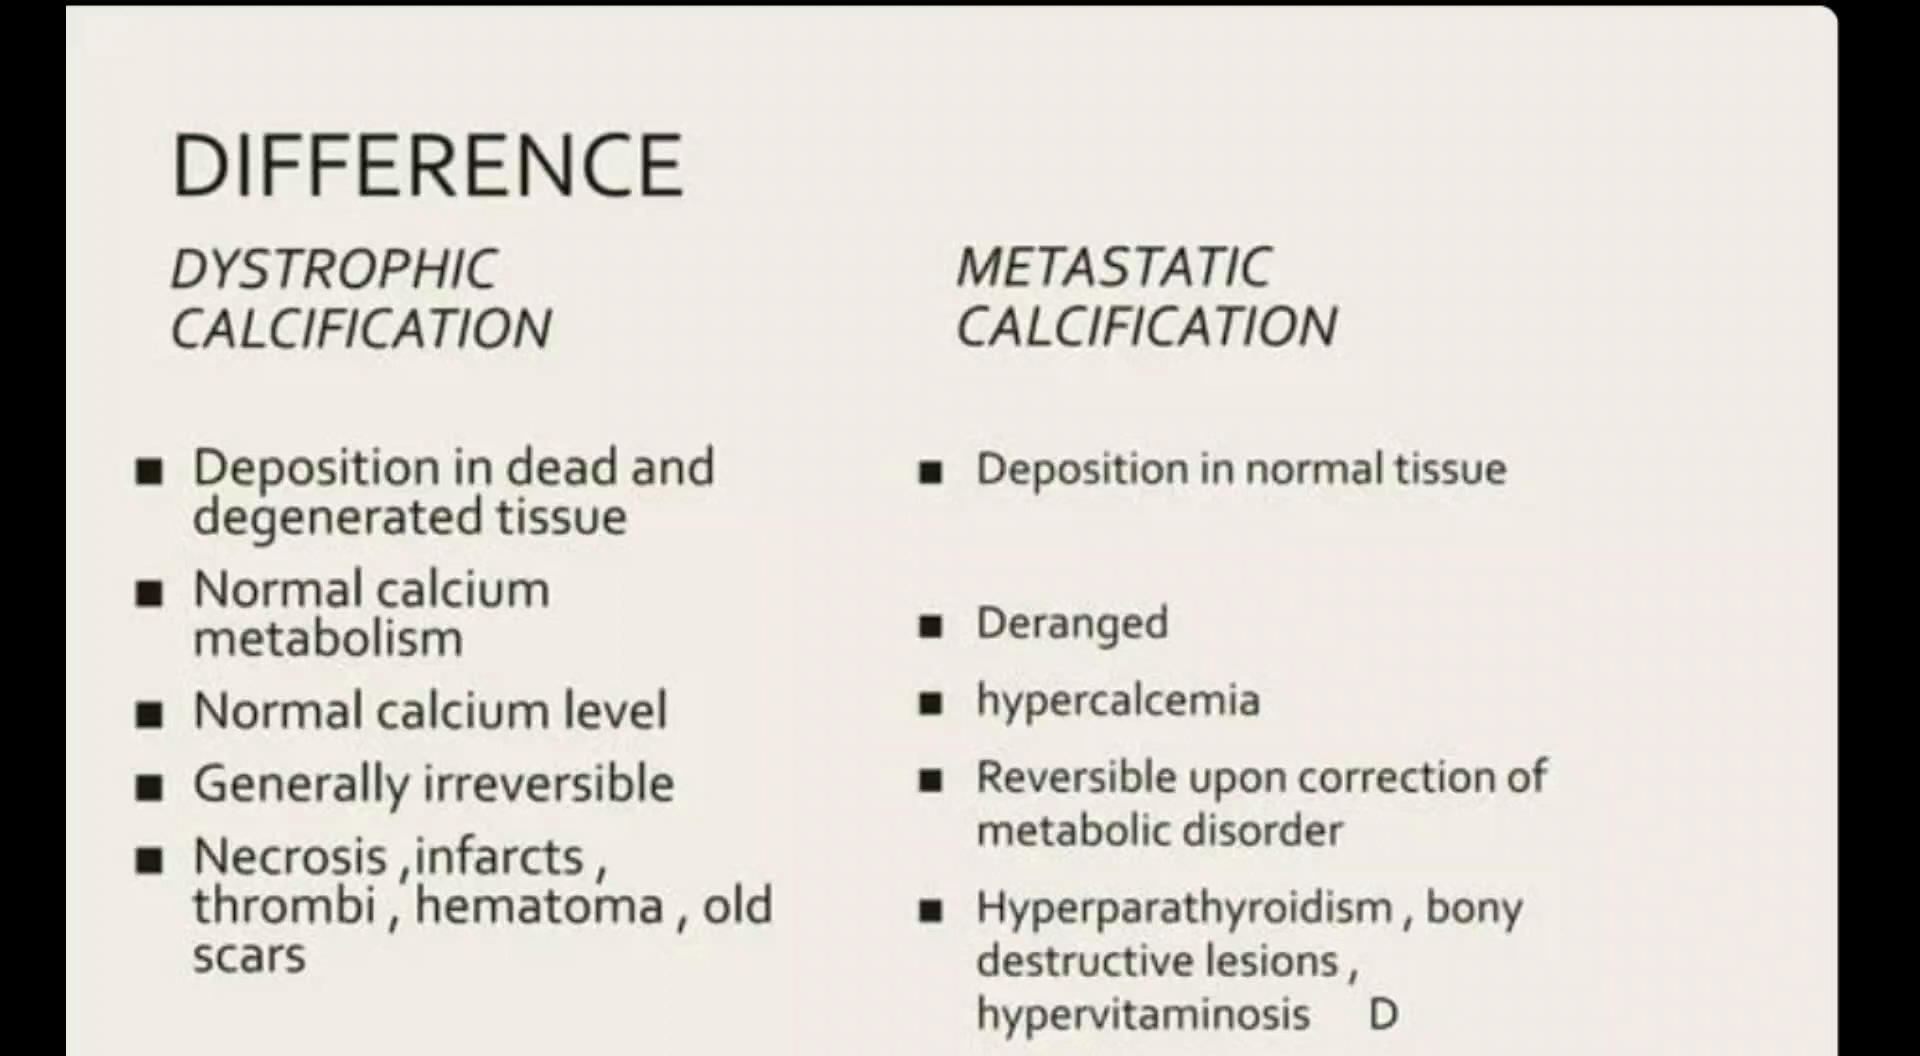 DIFFERENCE
DYSTROPHIC
CALCIFICATION
■ Deposition in dead and
degenerated tissue
■ Normal calcium
metabolism
■ Normal calcium level
■ Generally irreversible
■ Necrosis ,infarcts ,
thrombi , hematoma , old
scars
METASTATIC
CALCIFICATION
■ Deposition in normal tissue
■ Deranged
■ hypercalcemia
■ Reversible upon correction of
metabolic disorder
■ Hyperparathyroidism , bony
destructive lesions ,
hypervitaminosis D